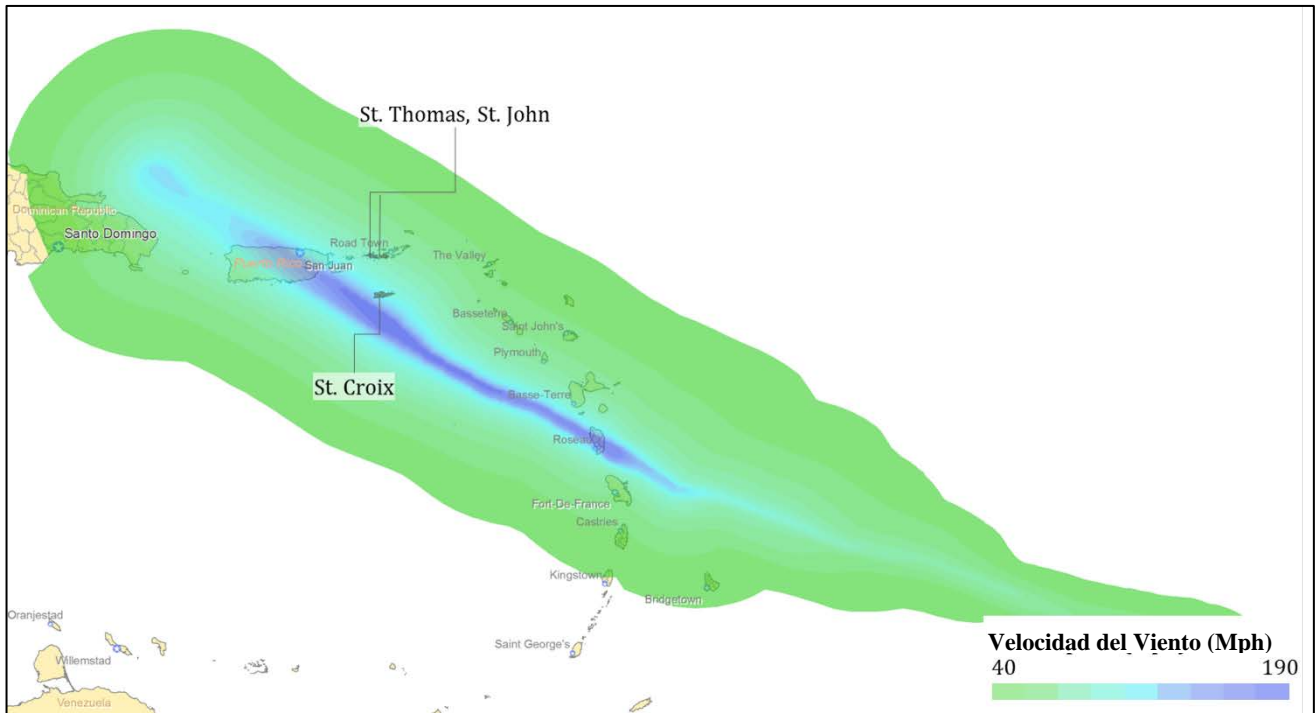 St. Thomas, St. John
Dominican Republic
Santo Domingo
Road Town
The Valley
Puerto Rico
San Juan
Basseterre
Saint John's
Plymouth
St. Croix
Basse-Terre
Roseau
Fort-De-France
Castries
Kingstown
Bridgetown
Oranjestad
Saint George's
Willemstad
Venezuela
Velocidad del Viento (Mph)
40 190